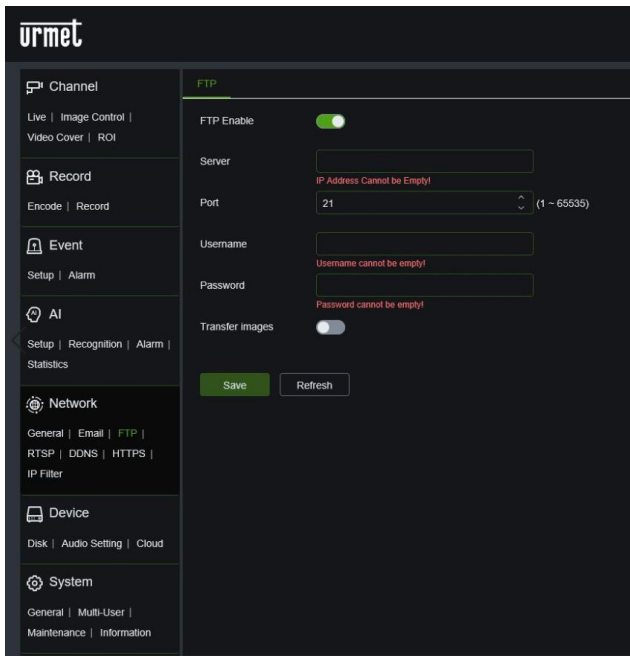 urmet
Channel
Live | Image Control |
Video Cover | ROI
Record
Encode | Record
Event
Setup | Alarm
AI
Setup | Recognition | Alarm |
Statistics
Network
General | Email | FTP |
RTSP | DDNS | HTTPS |
IP Filter
Device
Disk | Audio Setting | Cloud
System
General | Multi-User |
Maintenance | Information
FTP
FTP Enable
Server
IP Address Cannot be Empty!
Port 21 (1 ~ 65535)
Username
Username cannot be empty!
Password
Password cannot be empty!
Transfer images
Save Refresh